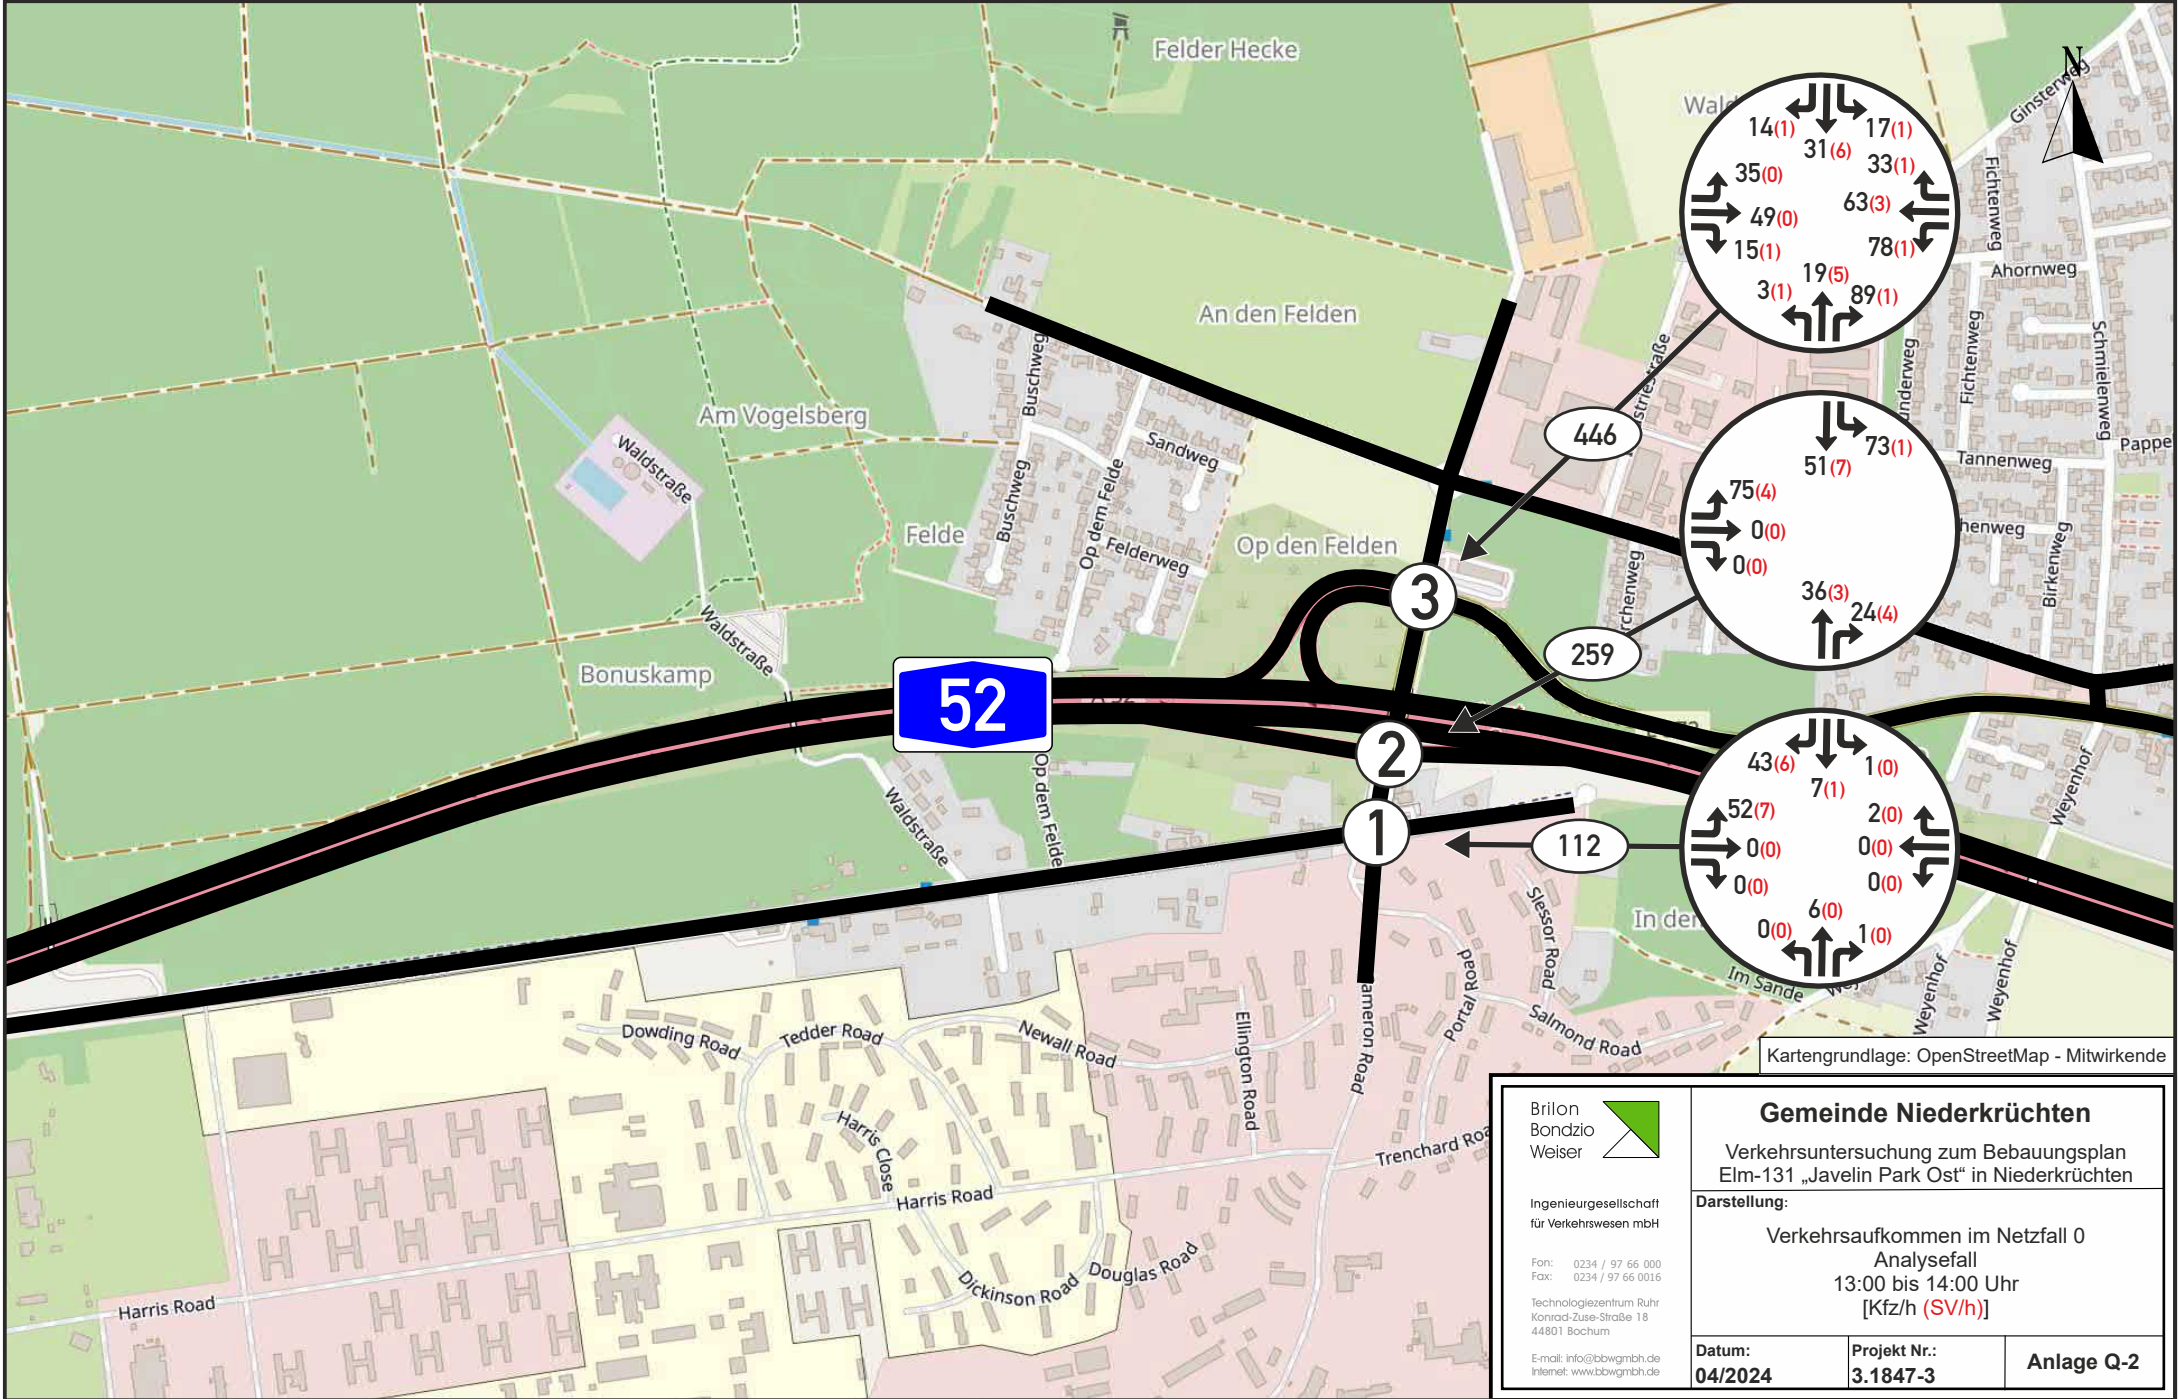 Felder Hecke
N
Ginsterweg
14(1)
17(1)
31(6)
33(1)
35(0)
63(3)
49(0)
78(1)
15(1)
19(5)
3(1)
89(1)
Fichtenweg
Ahornweg
Fichtenweg
Schmielenweg
An den Felden
Buschweg
Sandweg
Am Vogelsberg
Waldstraße
446
Buschweg
Op dem Felde
Felderweg
Felde
Op den Felden
73(1)
51(7)
75(4)
0(0)
0(0)
36(3)
24(4)
Tannenweg
Birkenweg
3
Waldstraße
Bonuskamp
259
52
2
1
Op dem Felde
Waldstraße
43(6)
1(0)
7(1)
52(7)
2(0)
0(0)
0(0)
0(0)
0(0)
6(0)
0(0)
1(0)
112
Weyenhof
Slessor Road
Im Sande
Weyenhof
Weyenhof
Dowding Road
Tedder Road
Newall Road
Ellington Road
Portal Road
Salmond Road
Harris Close
Harris Road
Harris Road
Dickinson Road
Douglas Road
Kartengrundlage: OpenStreetMap - Mitwirkende
Brilon
Bondzio
Weiser
Ingenieurgesellschaft
für Verkehrswesen mbH
Fon: 0234 / 97 66 000
Fax: 0234 / 97 66 0016
Technologiezentrum Ruhr
Konrad-Zuse-Straße 18
44801 Bochum
E-mail: info@bbwgmbh.de
Internet: www.bbwgmbh.de
Gemeinde Niederkrüchten
Verkehrsuntersuchung zum Bebauungsplan
Elm-131 „Javelin Park Ost“ in Niederkrüchten
Darstellung:
Verkehrsaufkommen im Netzfall 0
Analysefall
13:00 bis 14:00 Uhr
[Kfz/h (SV/h)]
Datum:
04/2024
Projekt Nr.:
3.1847-3
Anlage Q-2